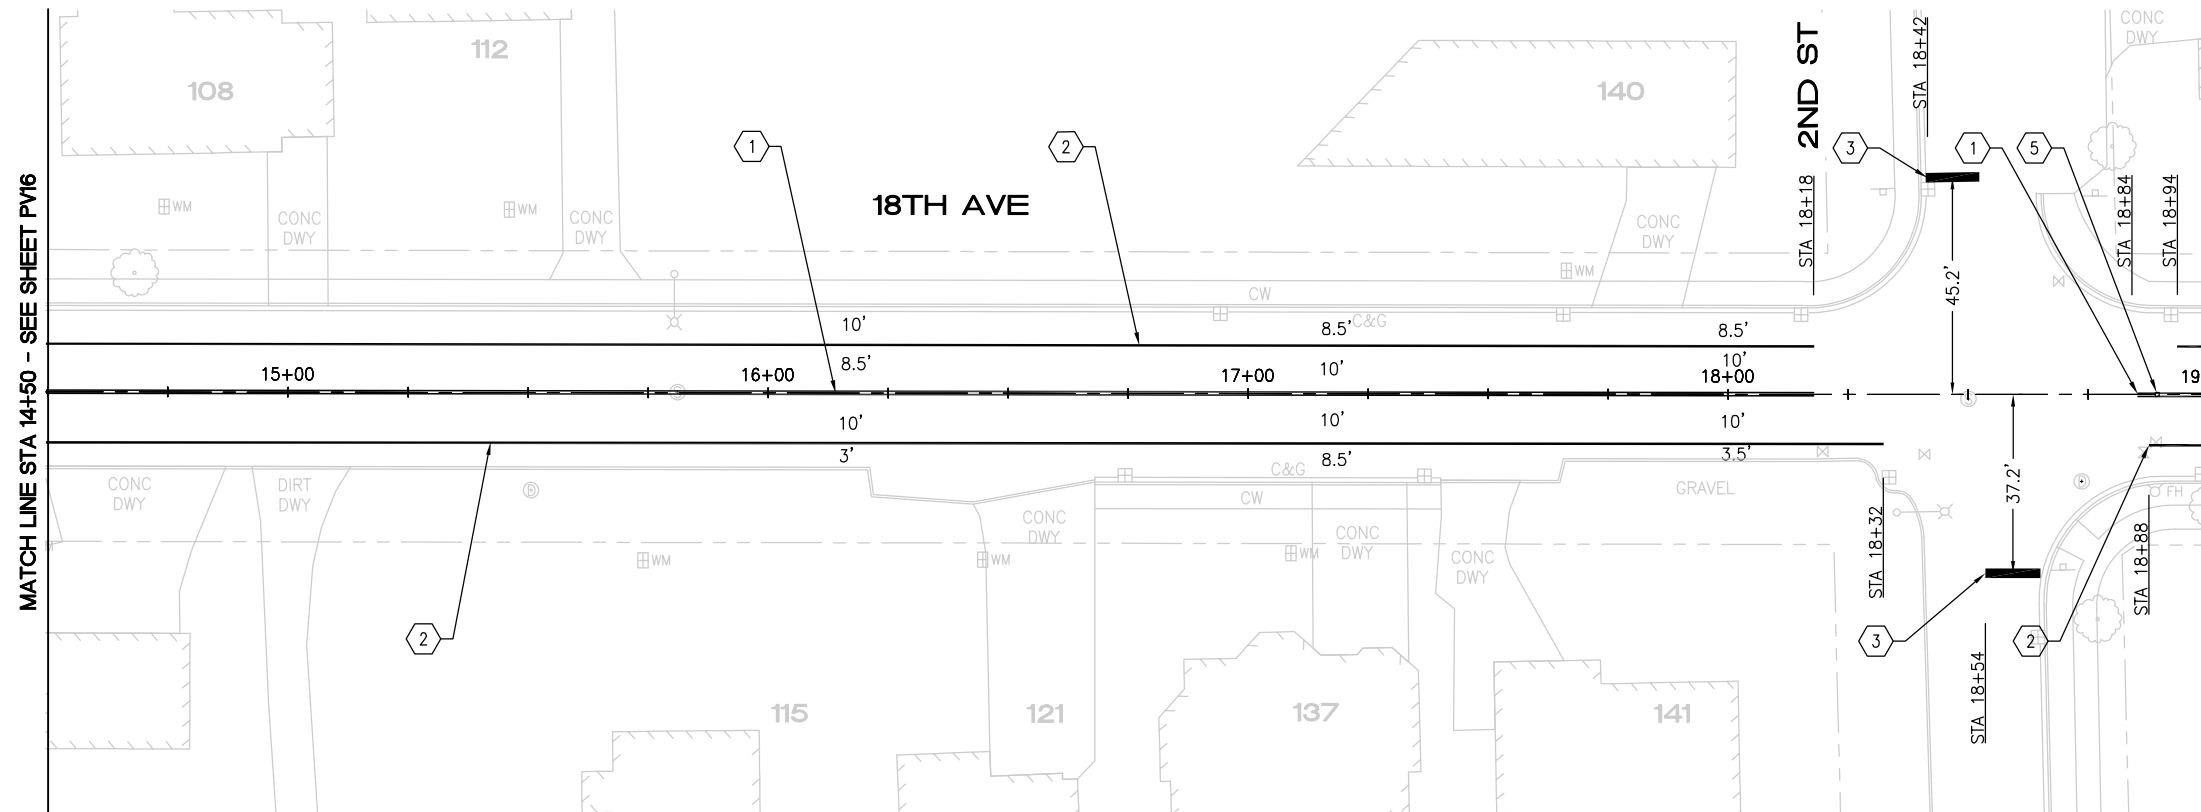 MATCH LINE STA 14+50 - SEE SHEET PV16
108
112
140
CONC
DWY
2ND ST
STA 18+42
STA 18+18
STA 18+84
STA 18+94
1
2
3
1
5
18TH AVE
WM
CONC
DWY
WM
CONC
DWY
CONC
DWY
WM
CW
C&G
45.2'
10'
8.5'
8.5'
8.5'
10'
10'
15+00
16+00
17+00
18+00
19
10'
10'
10'
3'
8.5'
3.5'
37.2'
CONC
DWY
DIRT
DWY
C&G
CW
GRAVEL
D
FH
CONC
DWY
CONC
DWY
CONC
DWY
WM
WM
WM
STA 18+32
STA 18+88
STA 18+54
2
3
2
115
121
137
141